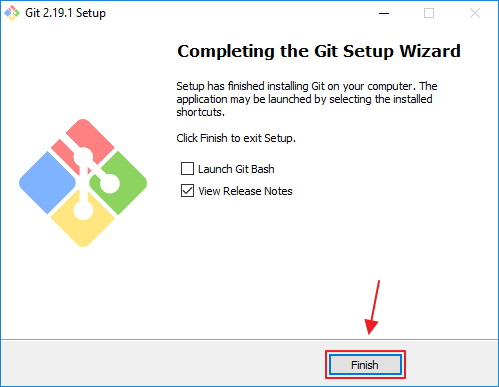 Git 2.19.1 Setup
Completing the Git Setup Wizard
Setup has finished installing Git on your computer. The
application may be launched by selecting the installed
shortcuts.
Click Finish to exit Setup.
Launch Git Bash
View Release Notes
Finish